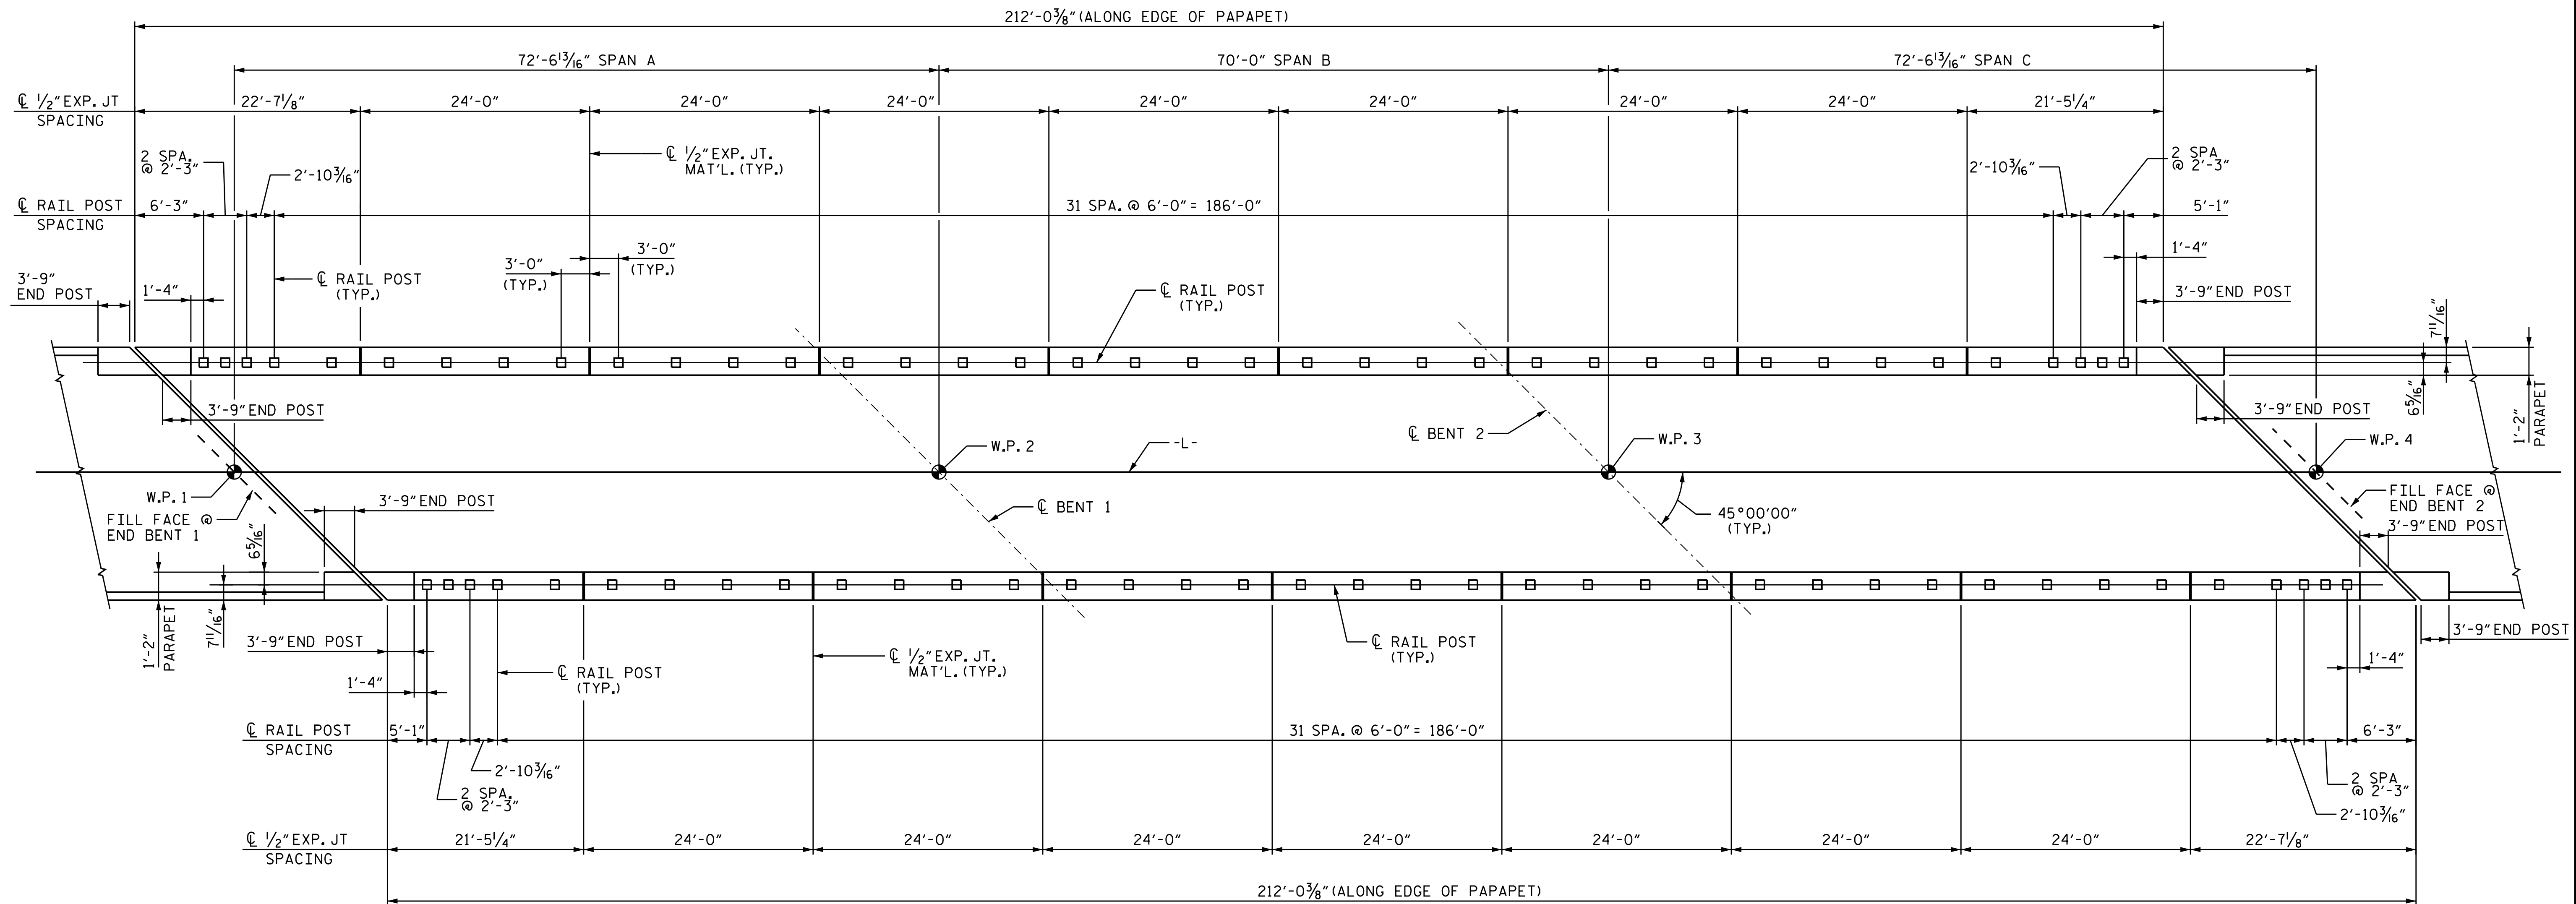 212'-0⅜" (ALONG EDGE OF PAPAPET)
72'-6¹³⁄₁₆" SPAN A
70'-0" SPAN B
72'-6¹³⁄₁₆" SPAN C
℄ ½" EXP. JT
SPACING
22'-7⅛"
24'-0"
24'-0"
24'-0"
24'-0"
24'-0"
24'-0"
24'-0"
21'-5¼"
2 SPA.
@ 2'-3"
2'-10³⁄₁₆"
℄ ½" EXP. JT.
MAT'L. (TYP.)
2'-10³⁄₁₆"
2 SPA
@ 2'-3"
℄ RAIL POST
SPACING
6'-3"
31 SPA. @ 6'-0" = 186'-0"
5'-1"
3'-9"
END POST
1'-4"
℄ RAIL POST
(TYP.)
3'-0"
(TYP.)
3'-0"
(TYP.)
℄ RAIL POST
(TYP.)
1'-4"
3'-9" END POST
7¹¹⁄₁₆"
6⁵⁄₁₆"
1'-2"
PARAPET
3'-9" END POST
3'-9" END POST
W.P. 1
W.P. 2
-L-
℄ BENT 2
W.P. 3
W.P. 4
FILL FACE @
END BENT 1
3'-9" END POST
℄ BENT 1
45°00'00"
(TYP.)
FILL FACE @
END BENT 2
3'-9" END POST
6⁵⁄₁₆"
7¹¹⁄₁₆"
1'-2"
PARAPET
3'-9" END POST
1'-4"
℄ RAIL POST
(TYP.)
℄ ½" EXP. JT.
MAT'L. (TYP.)
℄ RAIL POST
(TYP.)
3'-9" END POST
1'-4"
℄ RAIL POST
SPACING
5'-1"
31 SPA. @ 6'-0" = 186'-0"
6'-3"
2'-10³⁄₁₆"
2 SPA.
@ 2'-3"
2 SPA
@ 2'-3"
2'-10³⁄₁₆"
℄ ½" EXP. JT
SPACING
21'-5¼"
24'-0"
24'-0"
24'-0"
24'-0"
24'-0"
24'-0"
24'-0"
22'-7⅛"
212'-0⅜" (ALONG EDGE OF PAPAPET)